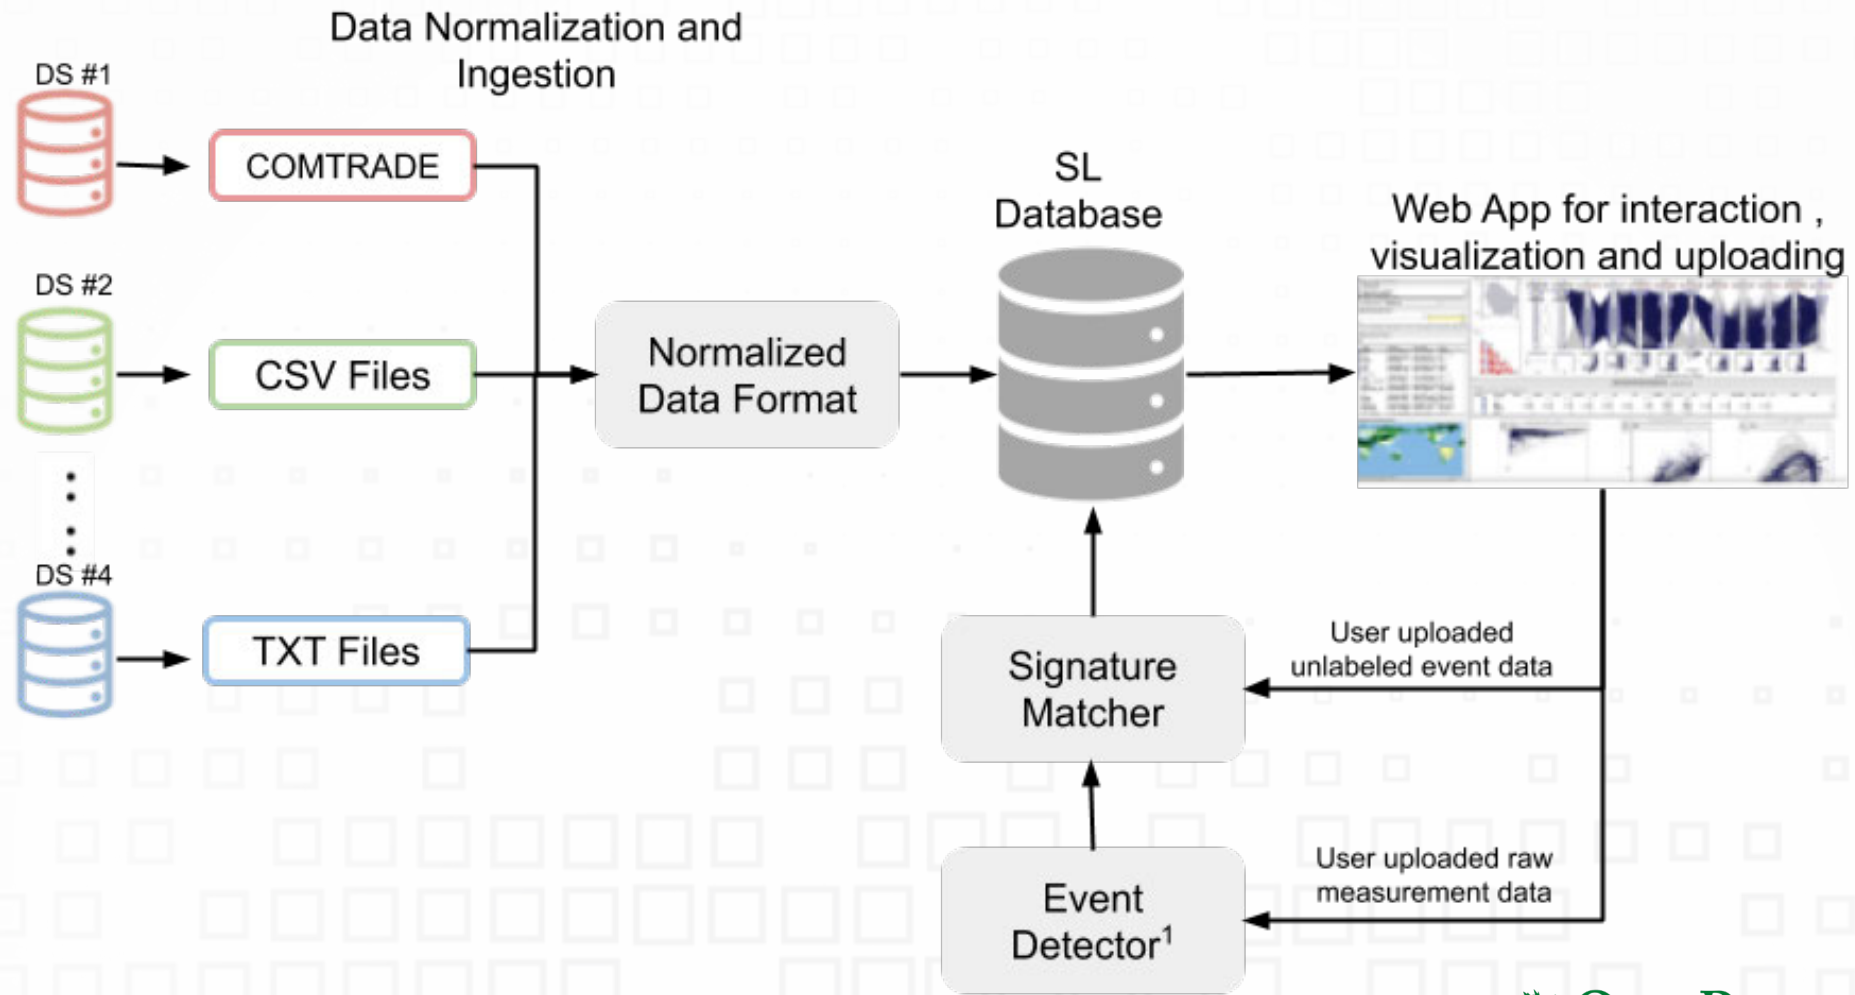 Data Normalization and
Ingestion
DS #1
COMTRADE
DS #2
CSV Files
DS #4
TXT Files
Normalized
Data Format
SL
Database
Web App for interaction ,
visualization and uploading
Signature
Matcher
User uploaded
unlabeled event data
Event
Detector¹
User uploaded raw
measurement data